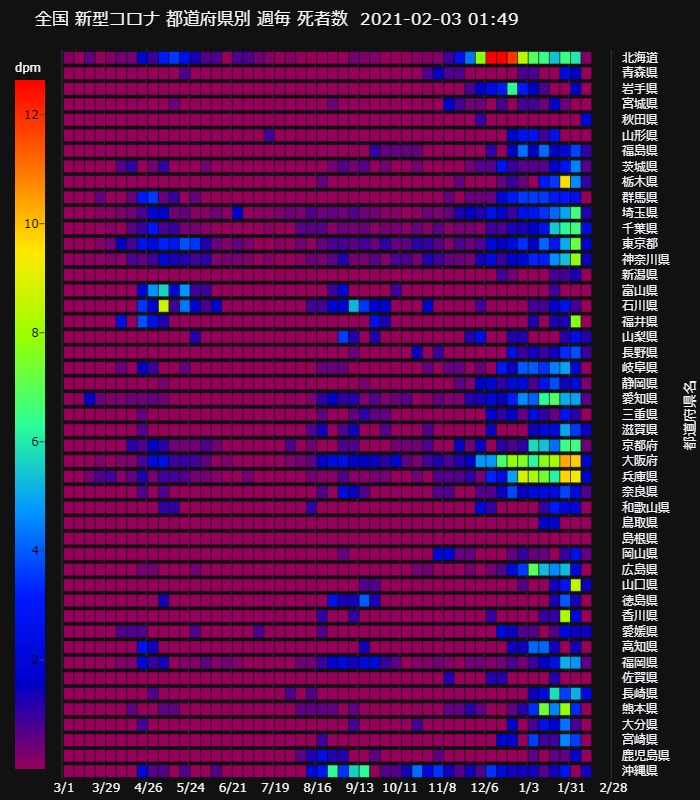 全国 新型コロナ 都道府県別 週毎 死者数 2021-02-03 01:49
dpm
12
10
8
6
4
2
北海道
青森県
岩手県
宮城県
秋田県
山形県
福島県
茨城県
栃木県
群馬県
埼玉県
千葉県
東京都
神奈川県
新潟県
富山県
石川県
福井県
山梨県
長野県
岐阜県
静岡県
愛知県
三重県
滋賀県
京都府
大阪府
兵庫県
奈良県
和歌山県
鳥取県
島根県
岡山県
広島県
山口県
徳島県
香川県
愛媛県
高知県
福岡県
佐賀県
長崎県
熊本県
大分県
宮崎県
鹿児島県
沖縄県
都道府県名
3/1 3/29 4/26 5/24 6/21 7/19 8/16 9/13 10/11 11/8 12/6 1/3 1/31 2/28